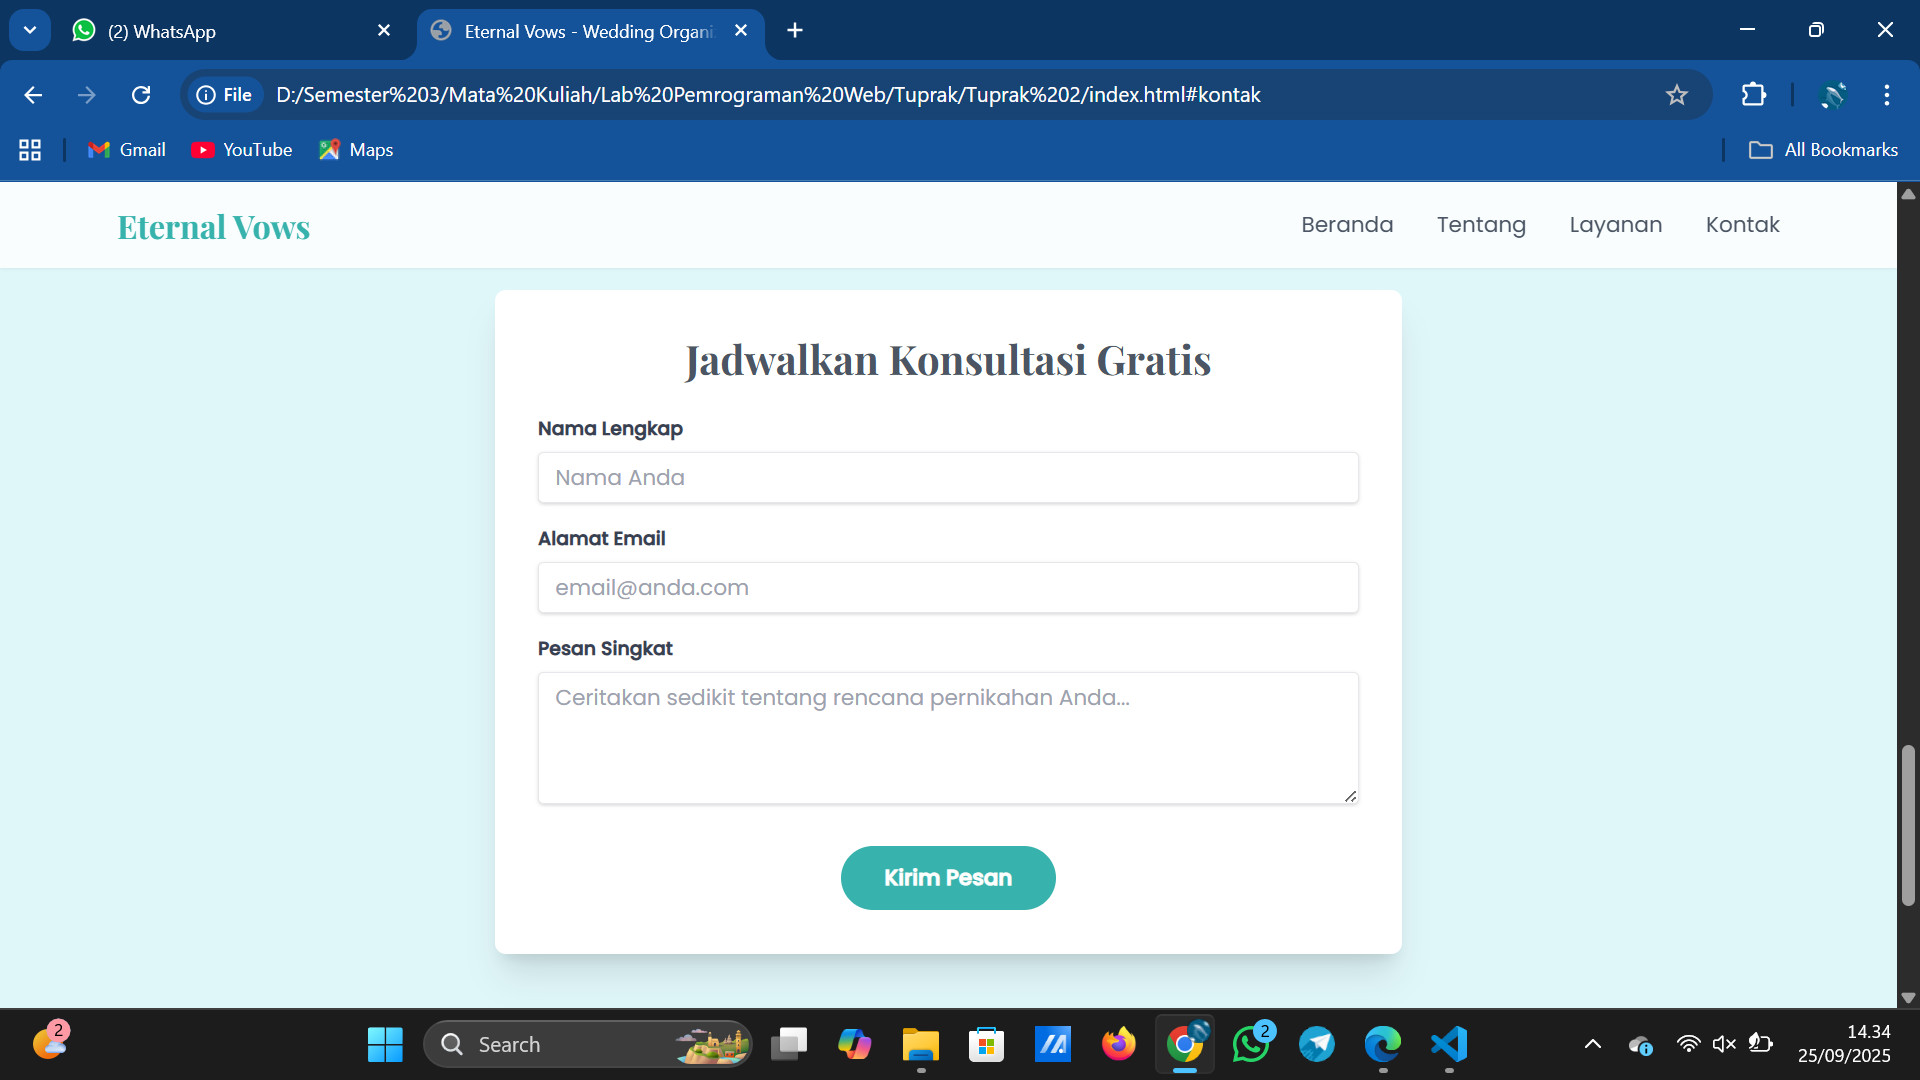 (2) WhatsApp
Eternal Vows - Wedding Organi
File D:/Semester%203/Mata%20Kuliah/Lab%20Pemrograman%20Web/Tuprak/Tuprak%202/index.html#kontak
Gmail YouTube Maps All Bookmarks
Eternal Vows Beranda Tentang Layanan Kontak
Jadwalkan Konsultasi Gratis
Nama Lengkap
Nama Anda
Alamat Email
email@anda.com
Pesan Singkat
Ceritakan sedikit tentang rencana pernikahan Anda...
Kirim Pesan
2
Search
2
14.34
25/09/2025